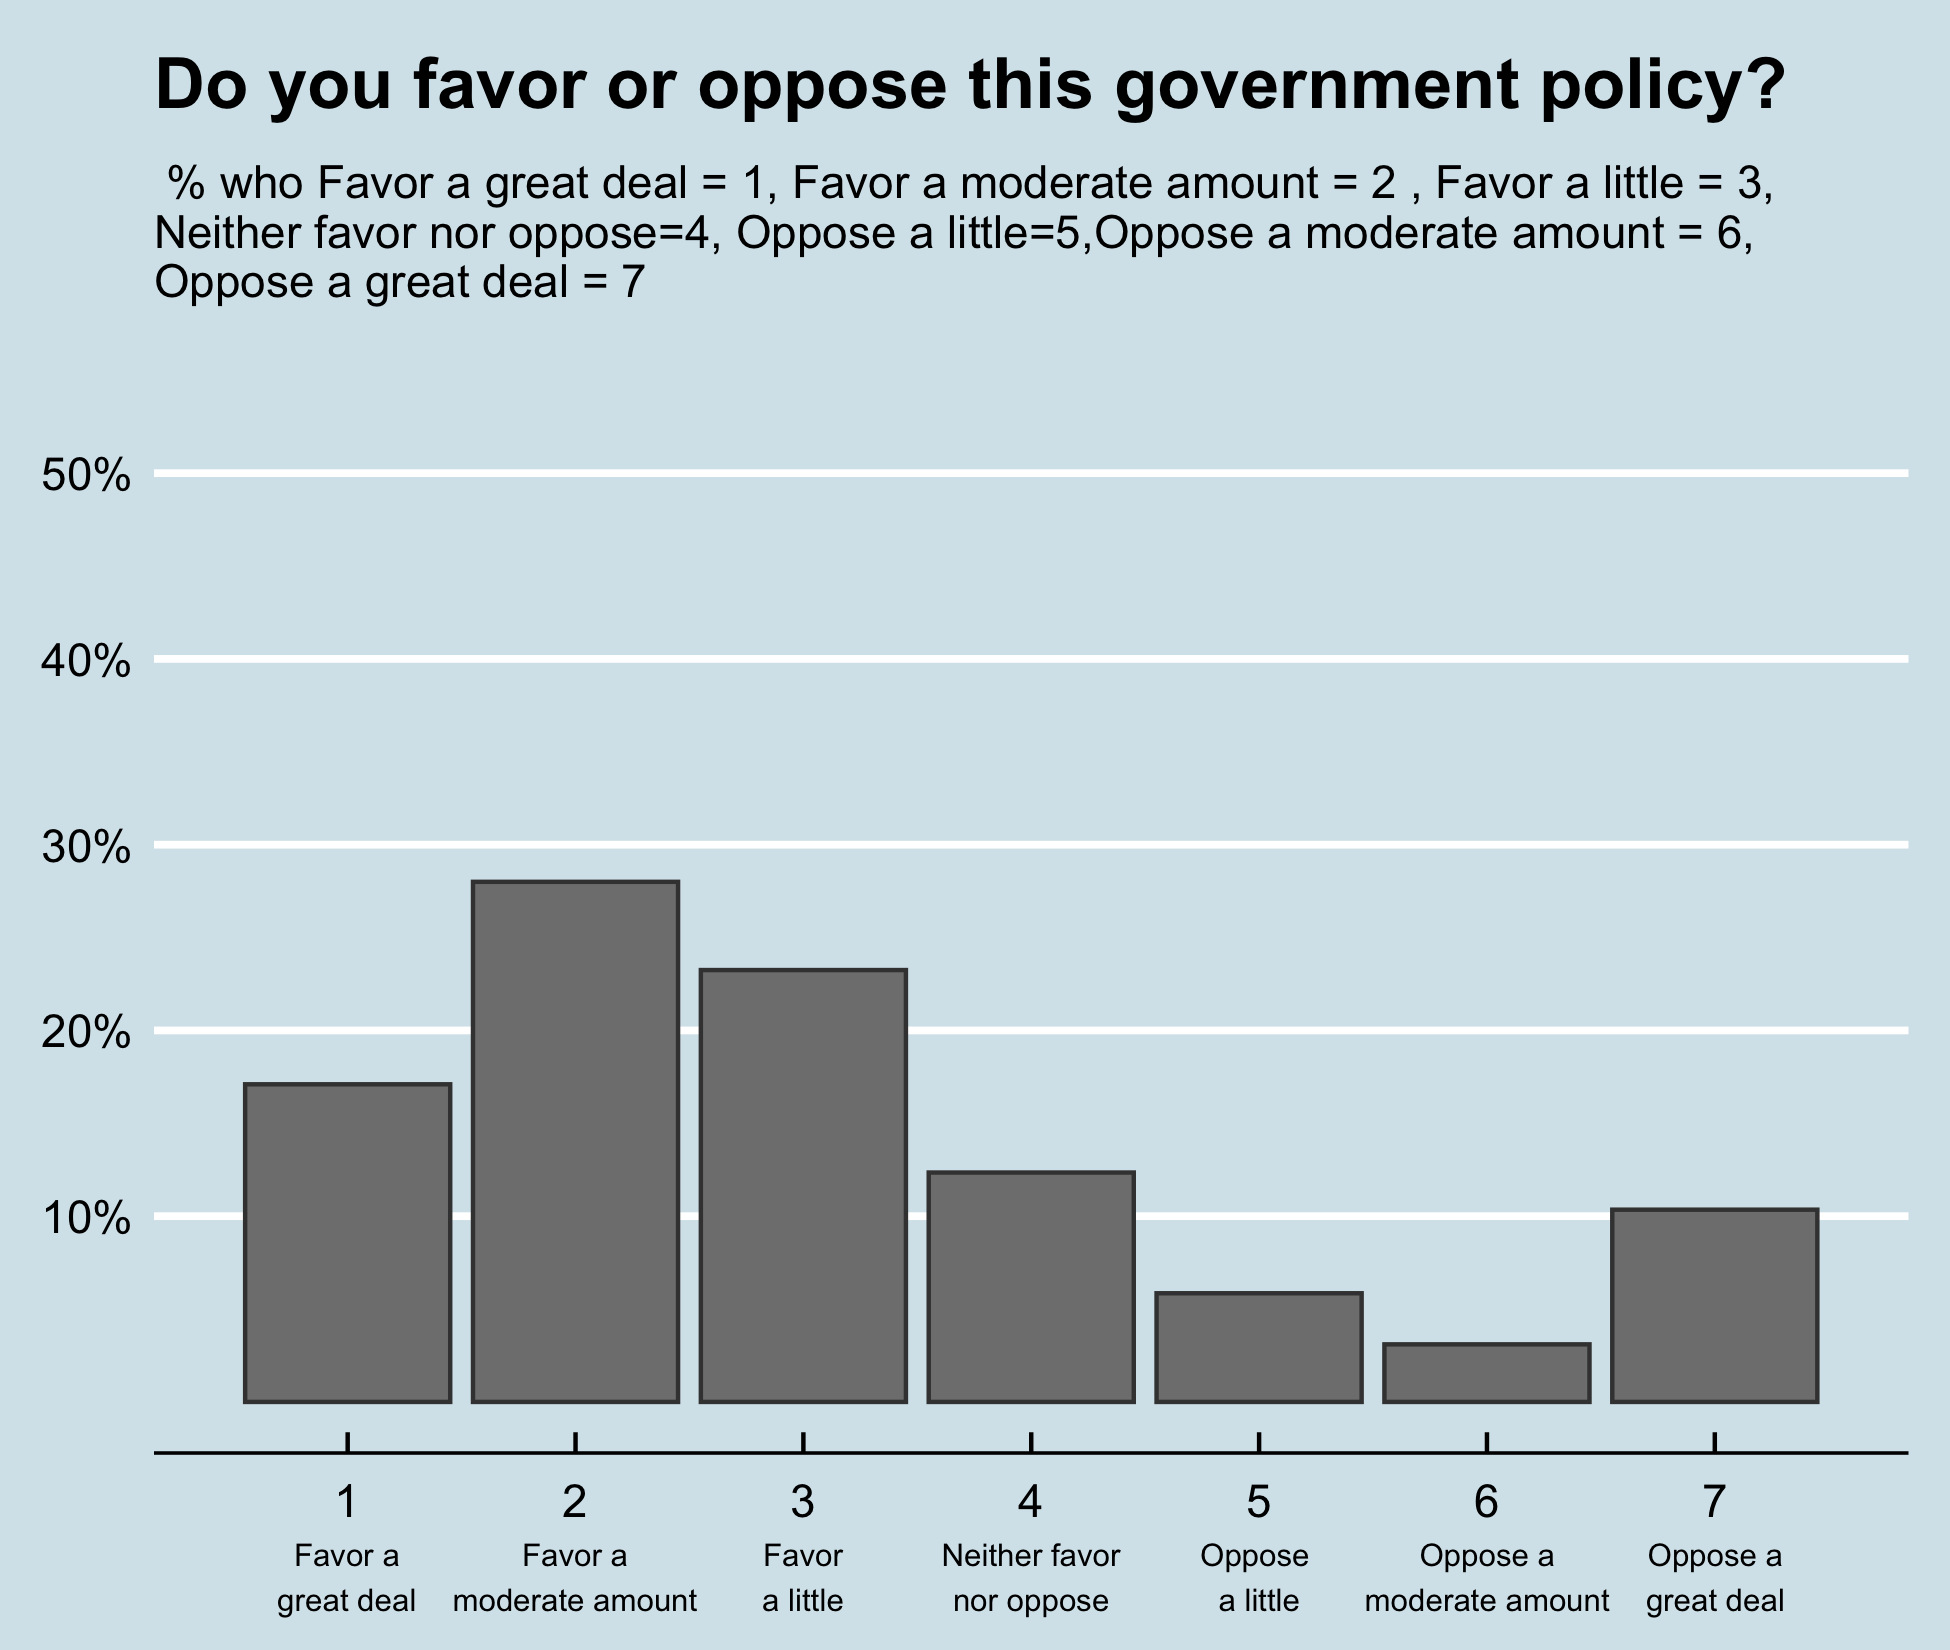 Do you favor or oppose this government policy?
% who Favor a great deal = 1, Favor a moderate amount = 2 , Favor a little = 3,
Neither favor nor oppose=4, Oppose a little=5,Oppose a moderate amount = 6,
Oppose a great deal = 7
50%
40%
30%
20%
10%
1 2 3 4 5 6 7
Favor a Favor a Favor Neither favor Oppose Oppose a Oppose a
great deal moderate amount a little nor oppose a little moderate amount great deal